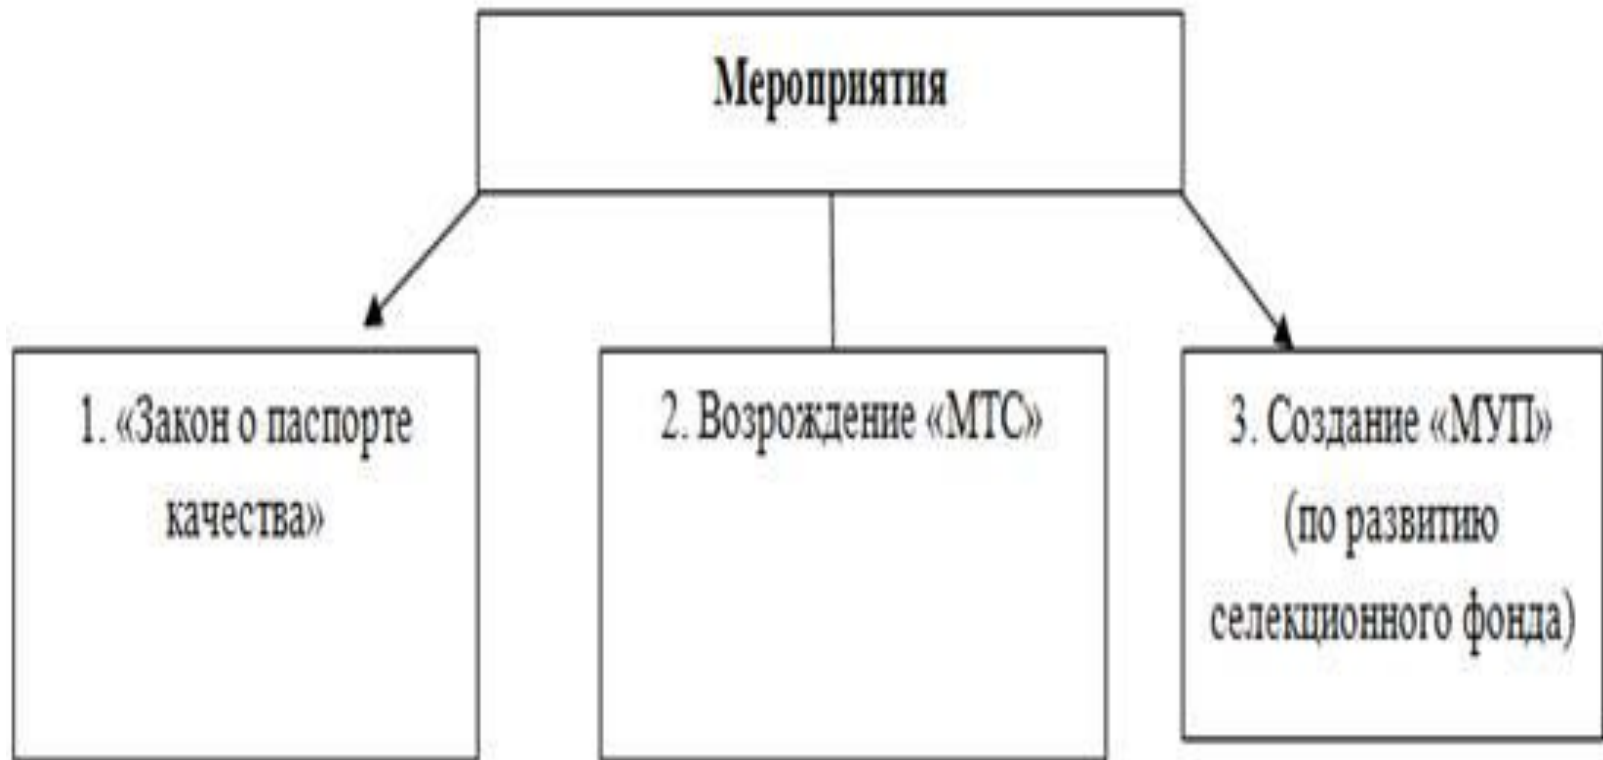 Мероприятия
1. «Закон о паспорте
качества»
2. Возрождение «МТС»
3. Создание «МУП»
(по развитию
селекционного фонда)